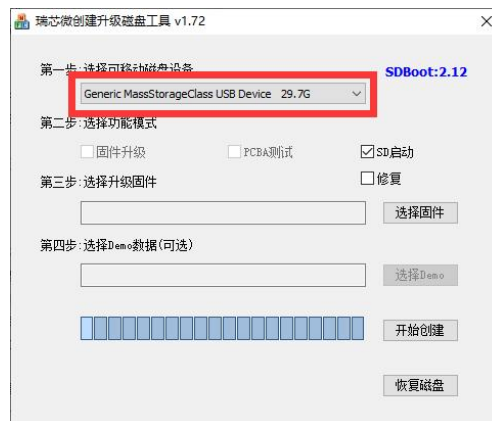 瑞芯微创建升级磁盘工具 v1.72
第一步:选择可移动磁盘设备
SDBoot:2.12
Generic MassStorageClass USB Device 29.7G
第二步:选择功能模式
固件升级 PCBA测试 SD启动
修复
第三步:选择升级固件
选择固件
第四步:选择Demo数据(可选)
选择Demo
开始创建
恢复磁盘